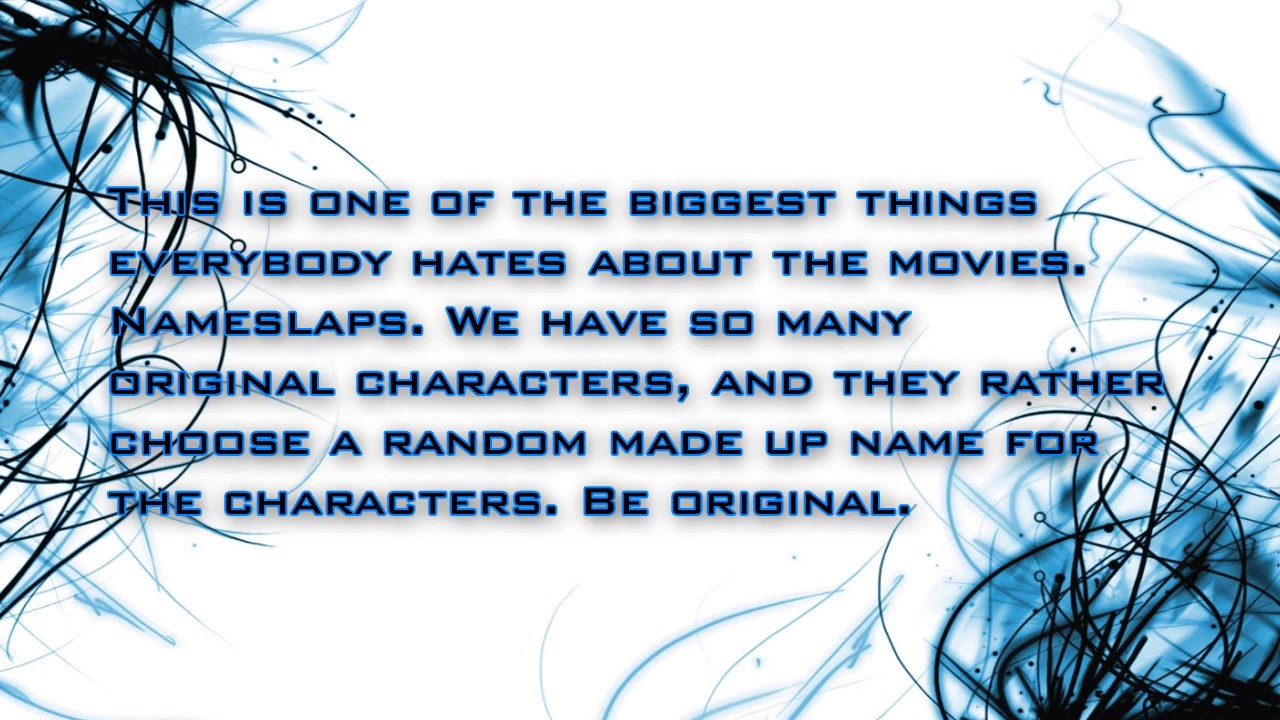 This is one of the biggest things
everybody hates about the movies.
Nameslaps. We have so many
original characters, and they rather
choose a random made up name for
the characters. Be original.